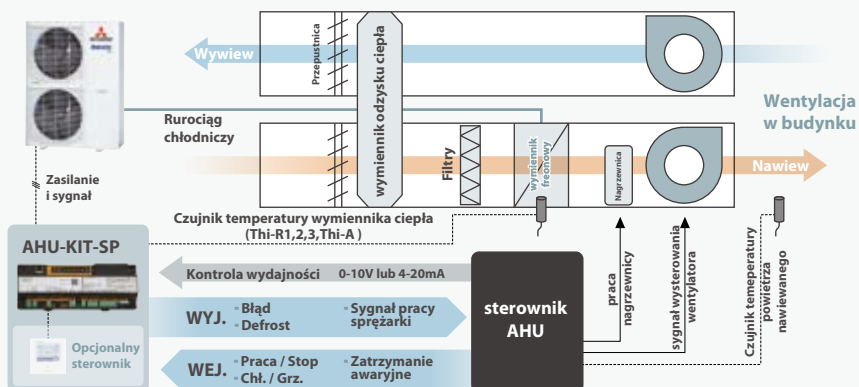 Wywiew
Przepustnica
wymiennik odzysku ciepła
Rurociąg
chłodniczy
Wentylacja
w budynku
Filtry
wymiennik
freonowy
Nagrzewnica
Nawiew
Zasilanie
i sygnał
Czujnik temperatury wymiennika ciepła
(Thi-R1,2,3,Thi-A )
AHU-KIT-SP
Kontrola wydajności 0-10V lub 4-20mA
WYJ.
- Błąd
- Defrost
- Sygnał pracy
sprężarki
WEJ.
- Praca / Stop
- Chł. / Grz.
- Zatrzymanie
awaryjne
Opcjonalny
sterownik
sterownik
AHU
praca
nagrzewnicy
sygnał wysterowania
wentylatora
Czujnik temeperatury
powietrza
nawiewanego